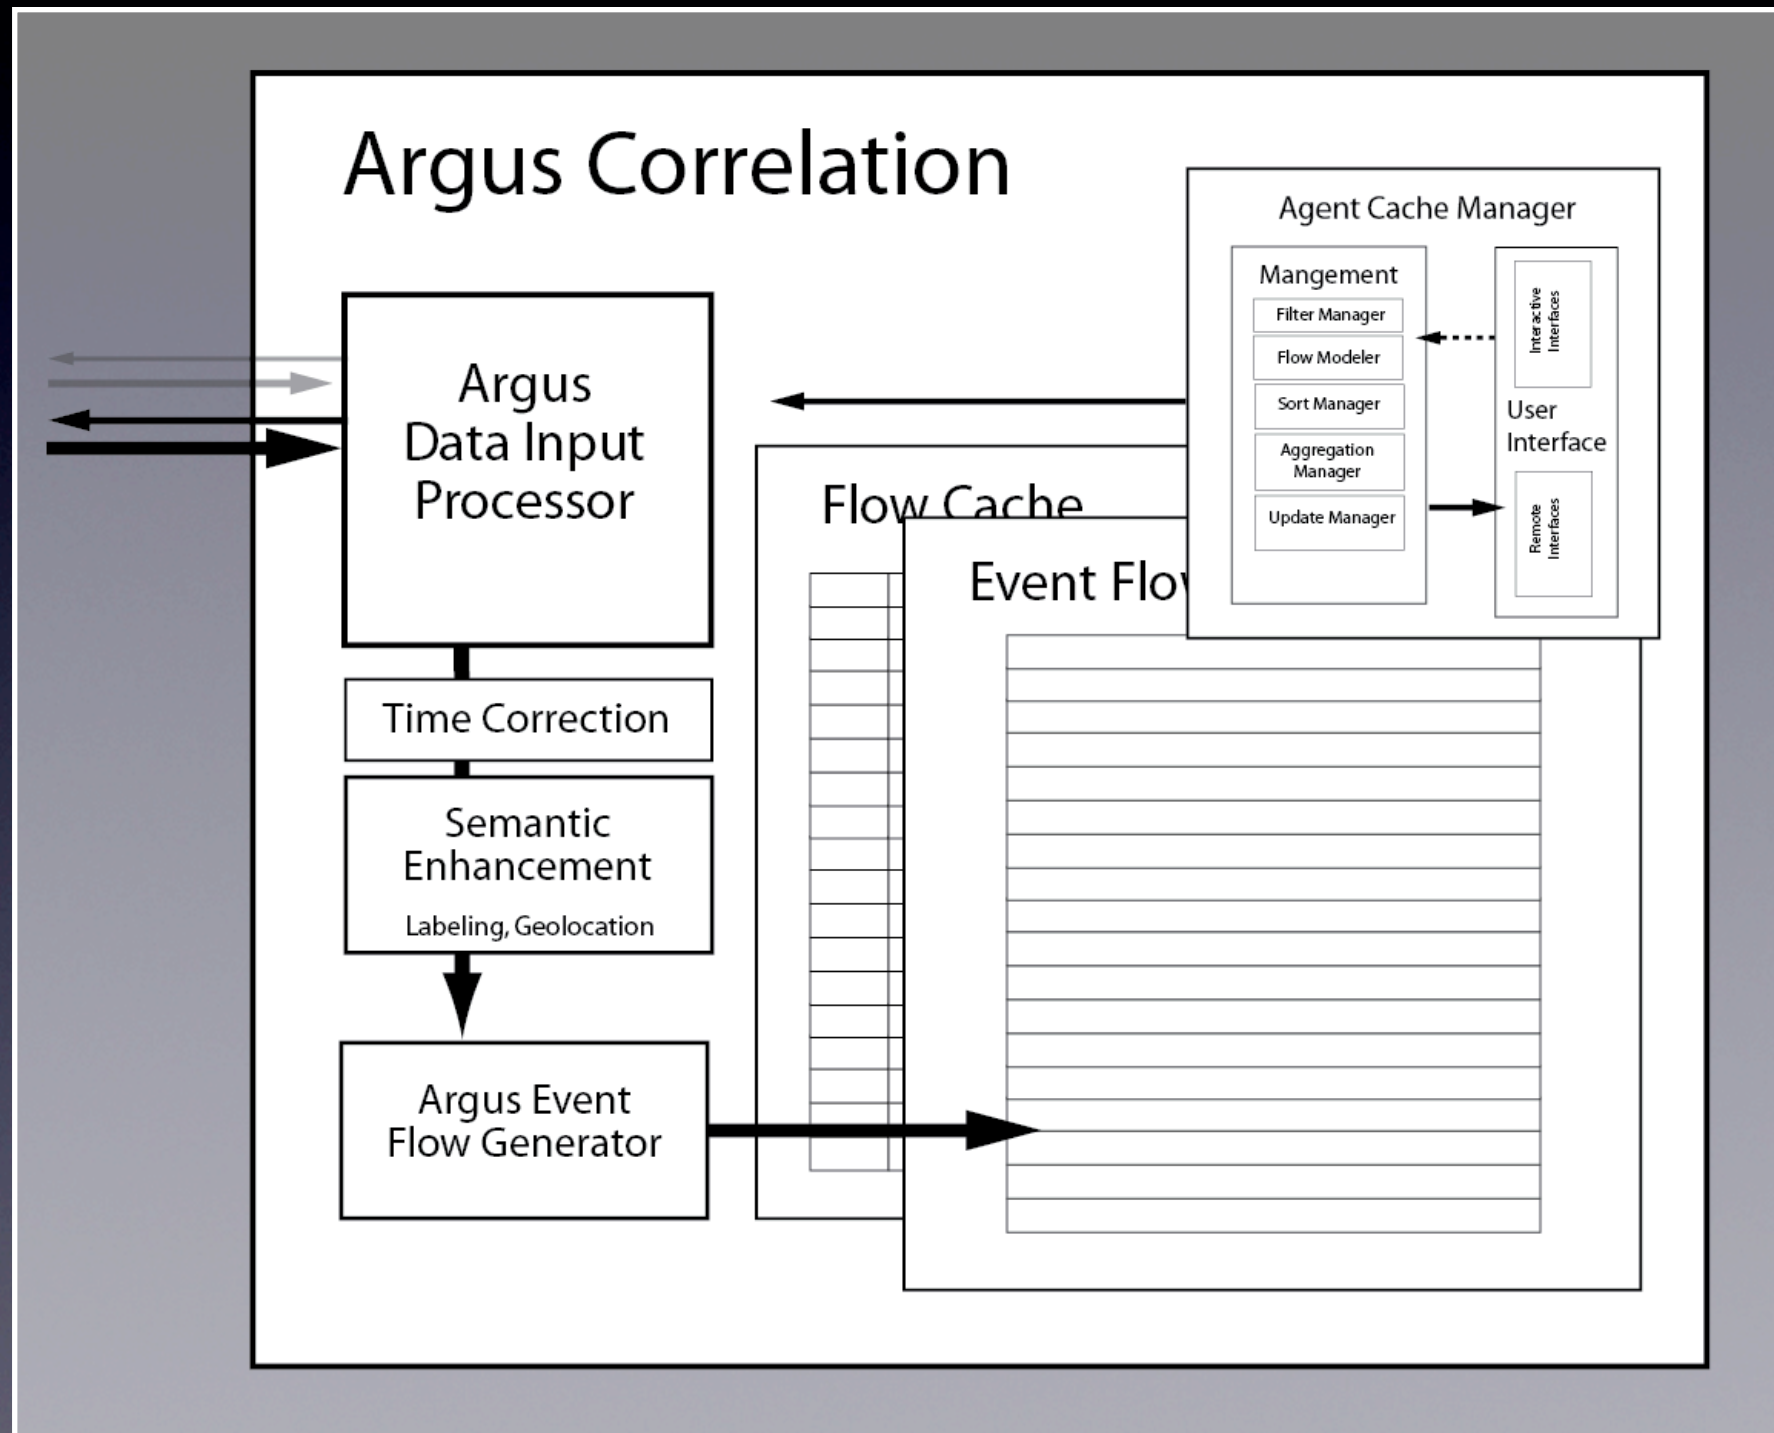 Argus Correlation
Argus
Data Input
Processor
Time Correction
Semantic
Enhancement
Labeling, Geolocation
Argus Event
Flow Generator
Flow Cache
Event Flo
Agent Cache Manager
Mangement
Filter Manager
Flow Modeler
Sort Manager
Aggregation
Manager
Update Manager
Interactive
Interfaces
User
Interface
Remote
Interfaces